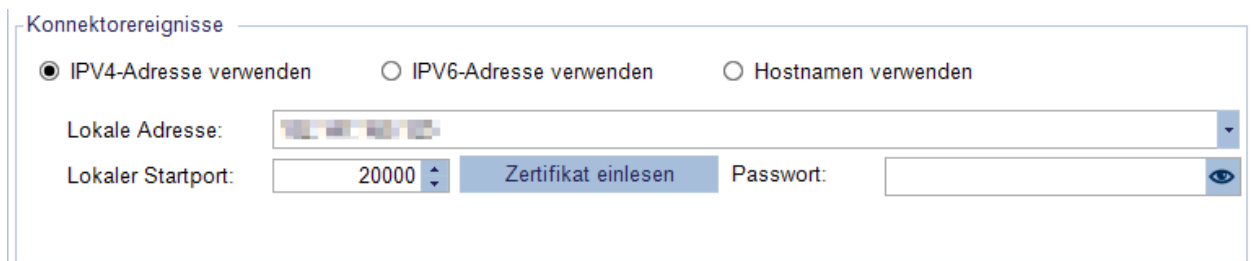 Konnektorereignisse
IPV4-Adresse verwenden IPV6-Adresse verwenden Hostnamen verwenden
Lokale Adresse:
Lokaler Startport: 20000 Zertifikat einlesen Passwort: